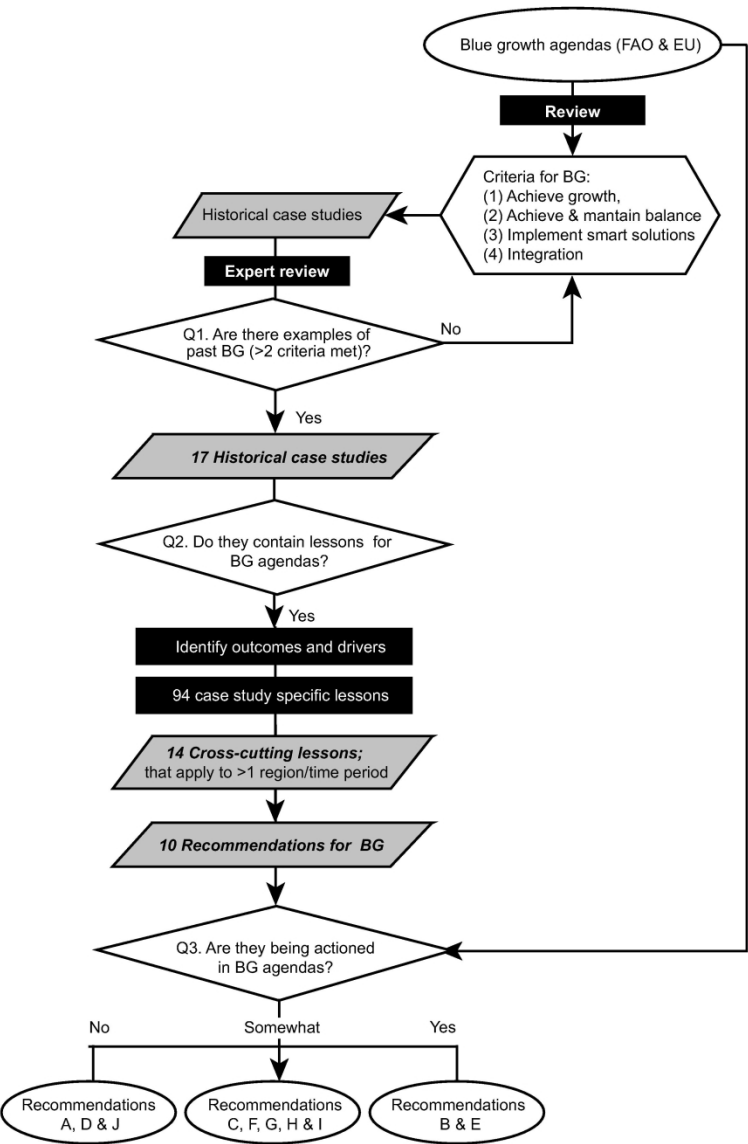 Blue growth agendas (FAO & EU)
Review
Criteria for BG:
(1) Achieve growth,
(2) Achieve & mantain balance
(3) Implement smart solutions
(4) Integration
Historical case studies
Expert review
Q1. Are there examples of
past BG (>2 criteria met)?
No
Yes
17 Historical case studies
Q2. Do they contain lessons for
BG agendas?
Yes
Identify outcomes and drivers
94 case study specific lessons
14 Cross-cutting lessons;
that apply to >1 region/time period
10 Recommendations for BG
Q3. Are they being actioned
in BG agendas?
No
Somewhat
Yes
Recommendations
A, D & J
Recommendations
C, F, G, H & I
Recommendations
B & E